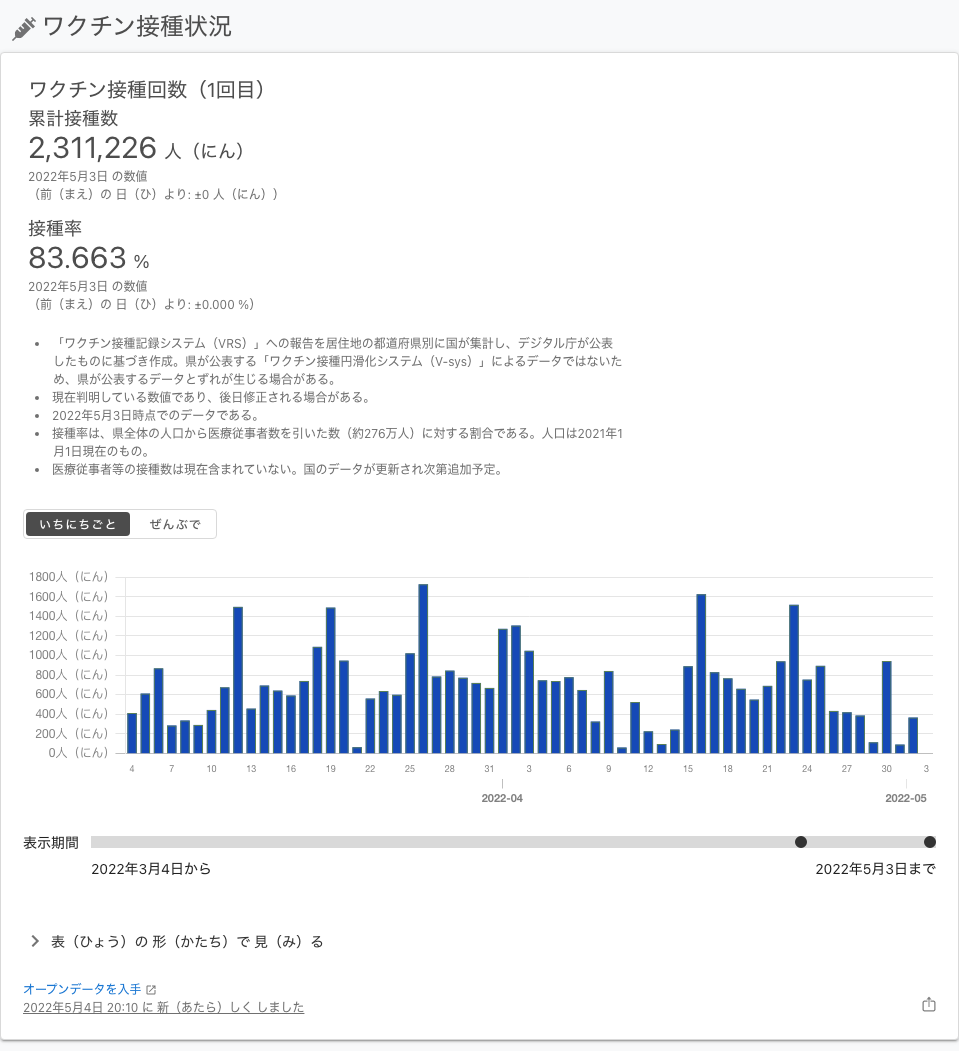 ワクチン接種状況
ワクチン接種回数（1回目）
累計接種数
2,311,226 人（にん）
2022年5月3日 の数値
（前（まえ）の 日（ひ）より: ±0 人（にん））
接種率
83.663 %
2022年5月3日 の数値
（前（まえ）の 日（ひ）より: ±0.000 %）
• 「ワクチン接種記録システム（VRS）」への報告を居住地の都道府県別に国が集計し、デジタル庁が公表
したものに基づき作成。県が公表する「ワクチン接種円滑化システム（V-sys）」によるデータではないた
め、県が公表するデータとずれが生じる場合がある。
• 現在判明している数値であり、後日修正される場合がある。
• 2022年5月3日時点でのデータである。
• 接種率は、県全体の人口から医療従事者数を引いた数（約276万人）に対する割合である。人口は2021年1
月1日現在のもの。
• 医療従事者等の接種数は現在含まれていない。国のデータが更新され次第追加予定。
いちにちごと ぜんぶで
1800人（にん）
1600人（にん）
1400人（にん）
1200人（にん）
1000人（にん）
800人（にん）
600人（にん）
400人（にん）
200人（にん）
0人（にん）
4 7 10 13 16 19 22 25 28 31 3 6 9 12 15 18 21 24 27 30 3
2022-04 2022-05
表示期間
2022年3月4日から 2022年5月3日まで
表（ひょう）の 形（かたち）で 見（み）る
オープンデータを入手
2022年5月4日 20:10 に 新（あたら）しく しました